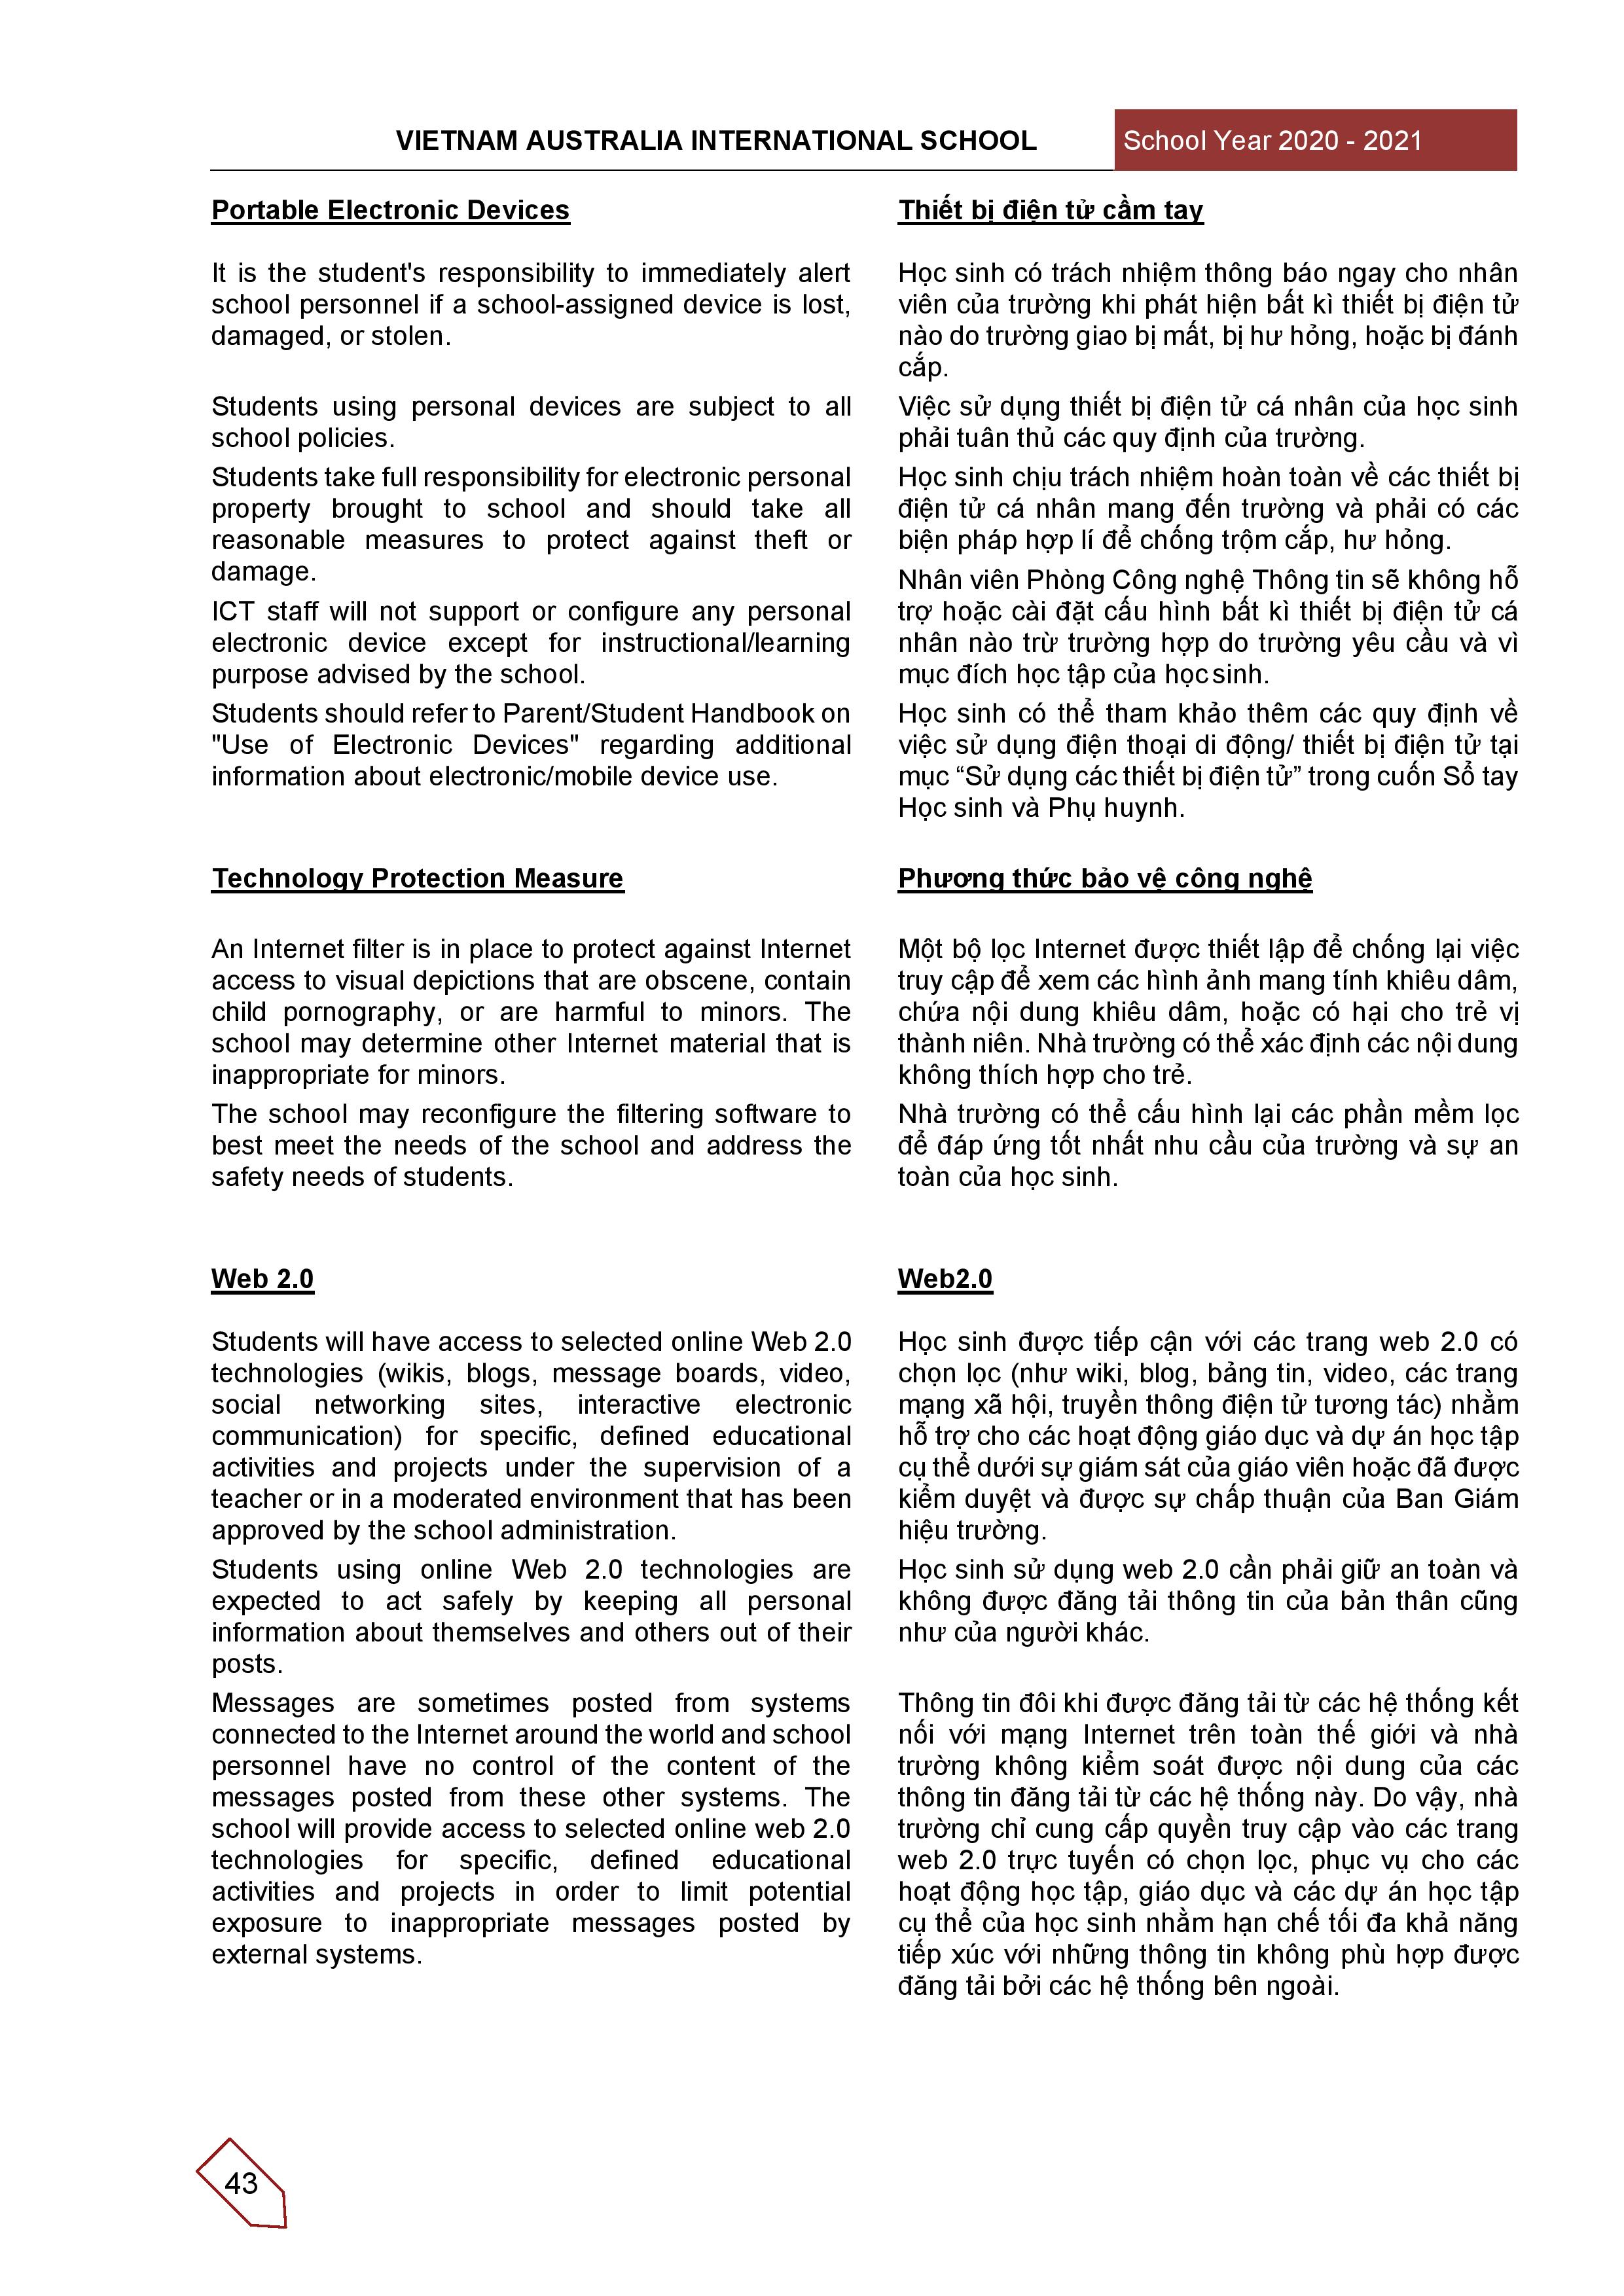 VIETNAM AUSTRALIA INTERNATIONAL SCHOOL
School Year 2020 - 2021
Portable Electronic Devices
It is the student's responsibility to immediately alert
school personnel if a school-assigned device is lost,
damaged, or stolen.
Students using personal devices are subject to all
school policies.
Students take full responsibility for electronic personal
property brought to school and should take all
reasonable measures to protect against theft or
damage.
ICT staff will not support or configure any personal
electronic device except for instructional/learning
purpose advised by the school.
Students should refer to Parent/Student Handbook on
"Use of Electronic Devices" regarding additional
information about electronic/mobile device use.
Technology Protection Measure
An Internet filter is in place to protect against Internet
access to visual depictions that are obscene, contain
child pornography, or are harmful to minors. The
school may determine other Internet material that is
inappropriate for minors.
The school may reconfigure the filtering software to
best meet the needs of the school and address the
safety needs of students.
Web 2.0
Students will have access to selected online Web 2.0
technologies (wikis, blogs, message boards, video,
social networking sites, interactive electronic
communication) for specific, defined educational
activities and projects under the supervision of a
teacher or in a moderated environment that has been
approved by the school administration.
Students using online Web 2.0 technologies are
expected to act safely by keeping all personal
information about themselves and others out of their
posts.
Messages are sometimes posted from systems
connected to the Internet around the world and school
personnel have no control of the content of the
messages posted from these other systems. The
school will provide access to selected online web 2.0
technologies for specific, defined educational
activities and projects in order to limit potential
exposure to inappropriate messages posted by
external systems.
Thiết bị điện tử cầm tay
Học sinh có trách nhiệm thông báo ngay cho nhân
viên của trường khi phát hiện bất kì thiết bị điện tử
nào do trường giao bị mất, bị hư hỏng, hoặc bị đánh
cắp.
Việc sử dụng thiết bị điện tử cá nhân của học sinh
phải tuân thủ các quy định của trường.
Học sinh chịu trách nhiệm hoàn toàn về các thiết bị
điện tử cá nhân mang đến trường và phải có các
biện pháp hợp lí để chống trộm cắp, hư hỏng.
Nhân viên Phòng Công nghệ Thông tin sẽ không hỗ
trợ hoặc cài đặt cấu hình bất kì thiết bị điện tử cá
nhân nào trừ trường hợp do trường yêu cầu và vì
mục đích học tập của học sinh.
Học sinh có thể tham khảo thêm các quy định về
việc sử dụng điện thoại di động/ thiết bị điện tử tại
mục “Sử dụng các thiết bị điện tử” trong cuốn Sổ tay
Học sinh và Phụ huynh.
Phương thức bảo vệ công nghệ
Một bộ lọc Internet được thiết lập để chống lại việc
truy cập để xem các hình ảnh mang tính khiêu dâm,
chứa nội dung khiêu dâm, hoặc có hại cho trẻ vị
thành niên. Nhà trường có thể xác định các nội dung
không thích hợp cho trẻ.
Nhà trường có thể cấu hình lại các phần mềm lọc
để đáp ứng tốt nhất nhu cầu của trường và sự an
toàn của học sinh.
Web2.0
Học sinh được tiếp cận với các trang web 2.0 có
chọn lọc (như wiki, blog, bảng tin, video, các trang
mạng xã hội, truyền thông điện tử tương tác) nhằm
hỗ trợ cho các hoạt động giáo dục và dự án học tập
cụ thể dưới sự giám sát của giáo viên hoặc đã được
kiểm duyệt và được sự chấp thuận của Ban Giám
hiệu trường.
Học sinh sử dụng web 2.0 cần phải giữ an toàn và
không được đăng tải thông tin của bản thân cũng
như của người khác.
Thông tin đôi khi được đăng tải từ các hệ thống kết
nối với mạng Internet trên toàn thế giới và nhà
trường không kiểm soát được nội dung của các
thông tin đăng tải từ các hệ thống này. Do vậy, nhà
trường chỉ cung cấp quyền truy cập vào các trang
web 2.0 trực tuyến có chọn lọc, phục vụ cho các
hoạt động học tập, giáo dục và các dự án học tập
cụ thể của học sinh nhằm hạn chế tối đa khả năng
tiếp xúc với những thông tin không phù hợp được
đăng tải bởi các hệ thống bên ngoài.
43